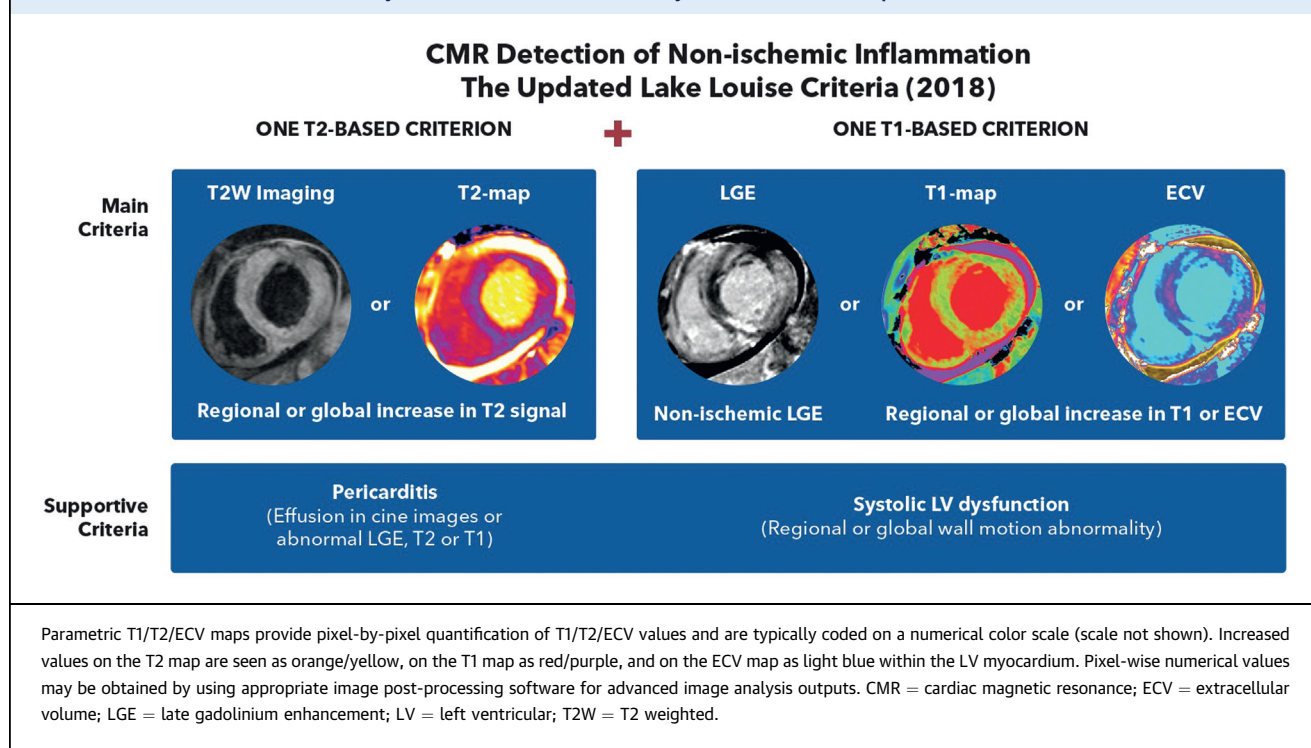 CMR Detection of Non-ischemic Inflammation
The Updated Lake Louise Criteria (2018)
ONE T2-BASED CRITERION + ONE T1-BASED CRITERION
Main
Criteria
T2W Imaging T2-map LGE T1-map ECV
or or or
Regional or global increase in T2 signal Non-ischemic LGE Regional or global increase in T1 or ECV
Supportive
Criteria
Pericarditis
(Effusion in cine images or
abnormal LGE, T2 or T1)
Systolic LV dysfunction
(Regional or global wall motion abnormality)
Parametric T1/T2/ECV maps provide pixel-by-pixel quantification of T1/T2/ECV values and are typically coded on a numerical color scale (scale not shown). Increased
values on the T2 map are seen as orange/yellow, on the T1 map as red/purple, and on the ECV map as light blue within the LV myocardium. Pixel-wise numerical values
may be obtained by using appropriate image post-processing software for advanced image analysis outputs. CMR = cardiac magnetic resonance; ECV = extracellular
volume; LGE = late gadolinium enhancement; LV = left ventricular; T2W = T2 weighted.